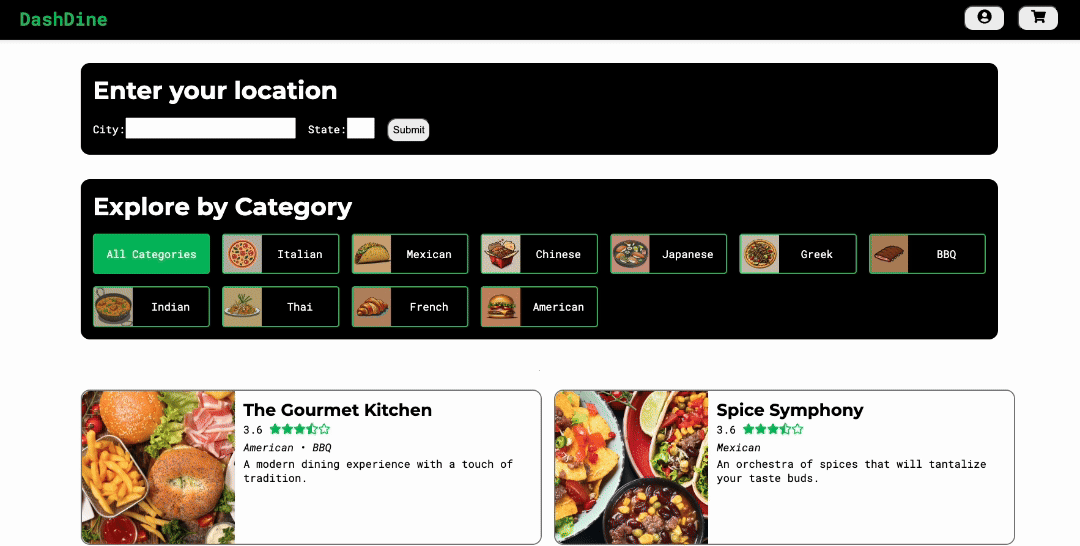 DashDine
Enter your location
City: State: Submit
Explore by Category
All Categories Italian Mexican Chinese Japanese Greek BBQ
Indian Thai French American
The Gourmet Kitchen
3.6
American • BBQ
A modern dining experience with a touch of
tradition.
Spice Symphony
3.6
Mexican
An orchestra of spices that will tantalize
your taste buds.